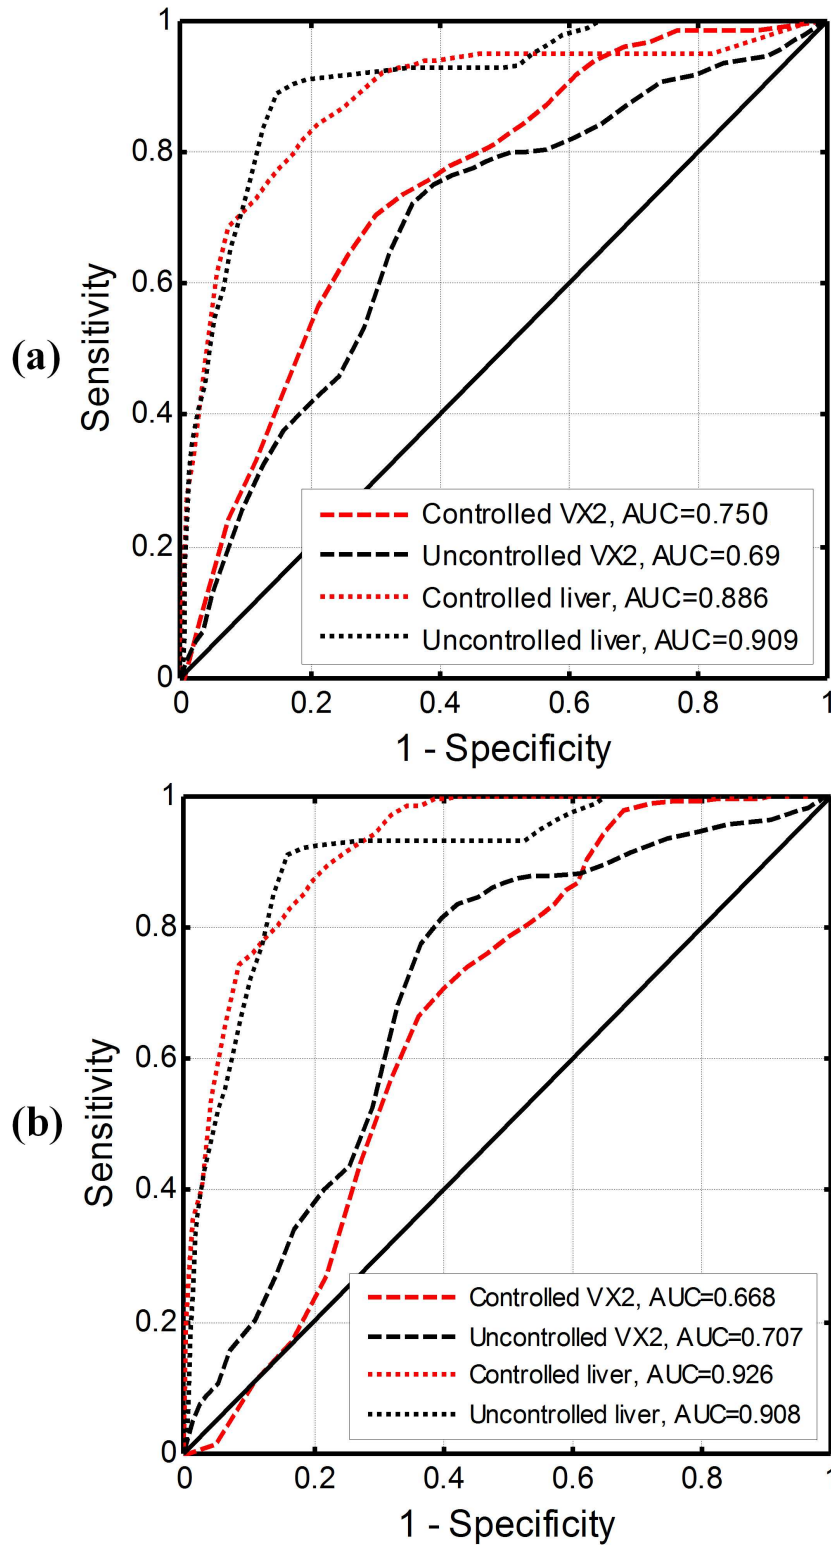 1
0.8
0.6
Sensitivity
(a)
0.4
0.2
0
Controlled VX2, AUC=0.750
Uncontrolled VX2, AUC=0.69
Controlled liver, AUC=0.886
Uncontrolled liver, AUC=0.909
0 0.2 0.4 0.6 0.8 1
1 - Specificity
1
0.8
0.6
Sensitivity
(b)
0.4
0.2
0
Controlled VX2, AUC=0.668
Uncontrolled VX2, AUC=0.707
Controlled liver, AUC=0.926
Uncontrolled liver, AUC=0.908
0 0.2 0.4 0.6 0.8 1
1 - Specificity